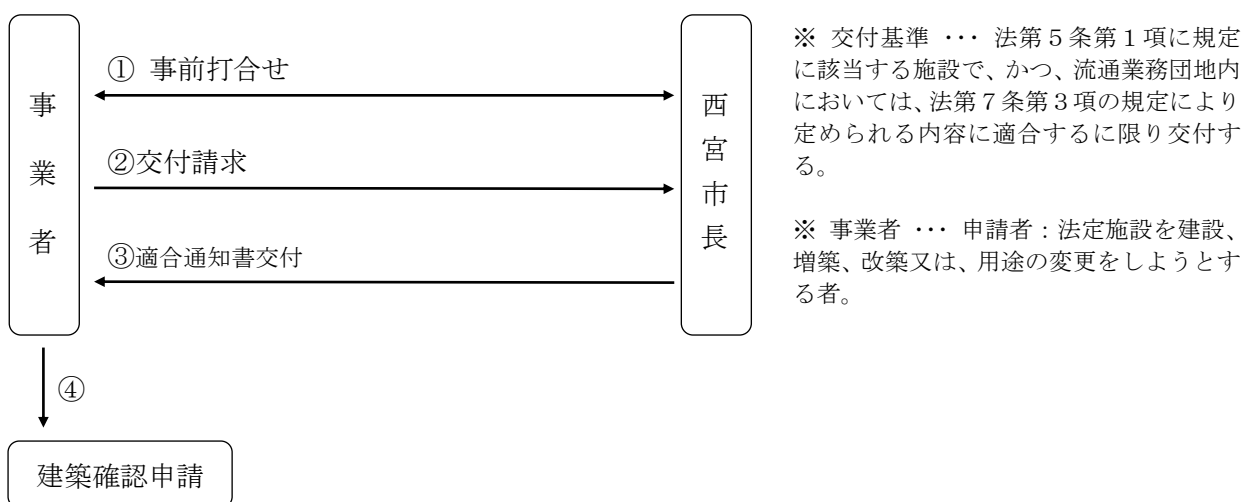 ① 事前打合せ
事業者
西宮市長
②交付請求
③適合通知書交付
④
建築確認申請
※ 交付基準 ･･･ 法第５条第１項に規定
に該当する施設で、かつ、流通業務団地内
においては、法第７条第３項の規定により
定められる内容に適合するに限り交付す
る。
※ 事業者 ･･･ 申請者：法定施設を建設、
増築、改築又は、用途の変更をしようとす
る者。